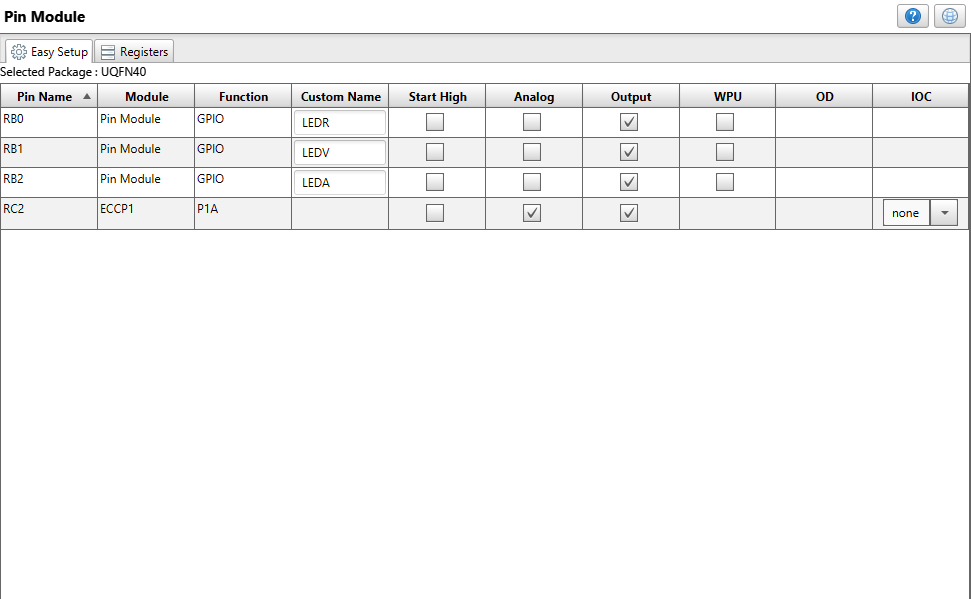 Pin Module
?
Easy Setup Registers
Selected Package : UQFN40
Pin Name Module Function Custom Name Start High Analog Output WPU OD IOC
RB0 Pin Module GPIO LEDR
RB1 Pin Module GPIO LEDV
RB2 Pin Module GPIO LEDA
RC2 ECCP1 P1A none